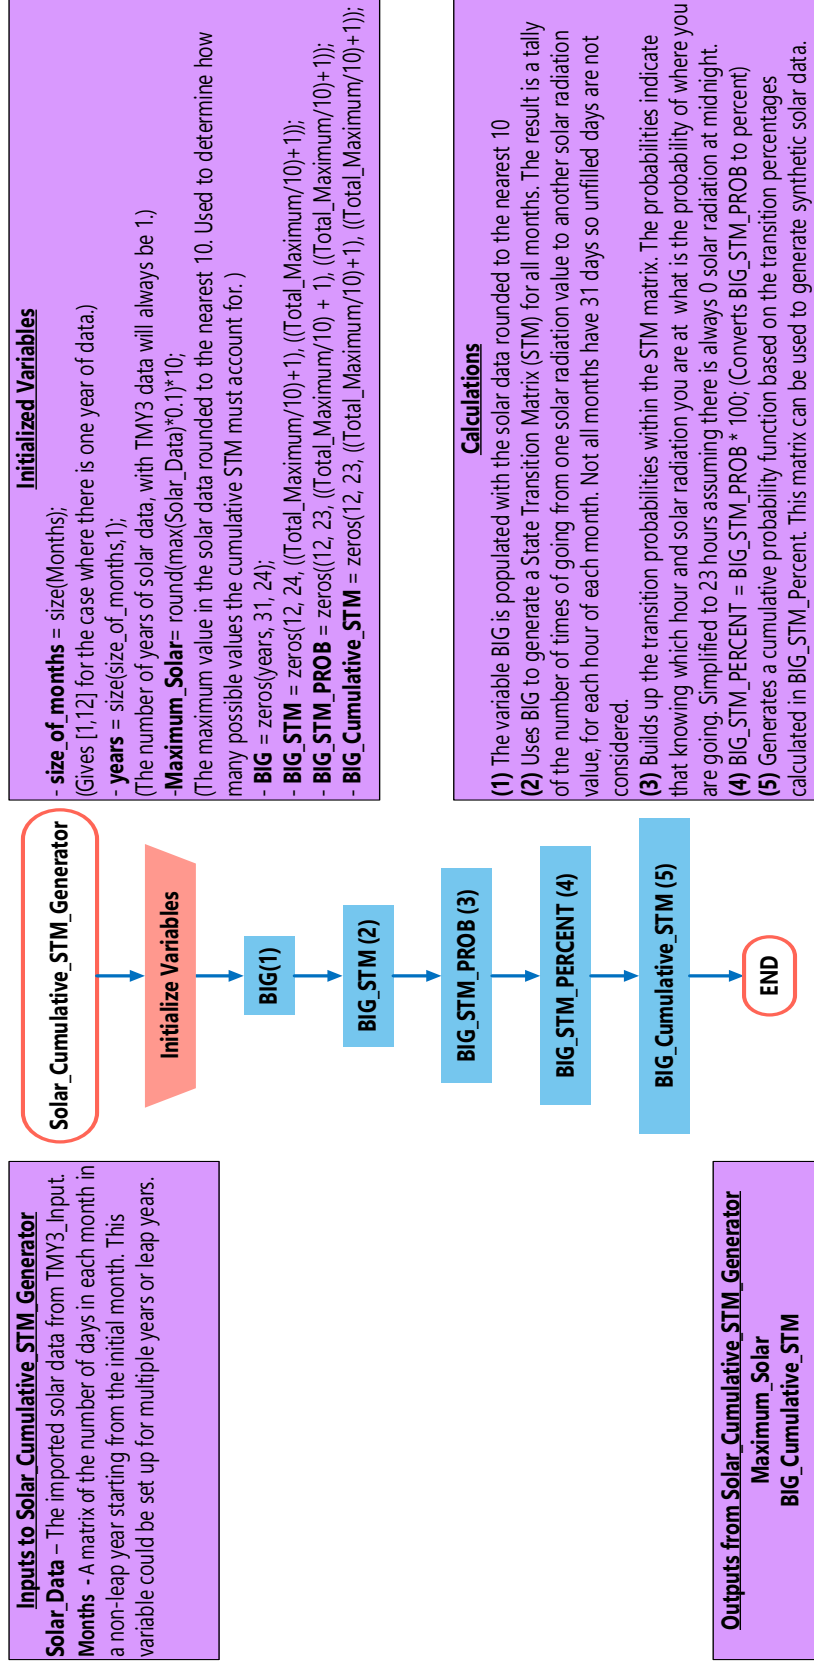 Inputs to Solar_Cumulative_STM_Generator
Solar_Data – The imported solar data from TMY3_Input.
Months - A matrix of the number of days in each month in
a non-leap year starting from the initial month. This
variable could be set up for multiple years or leap years.
Solar_Cumulative_STM_Generator
Initialize Variables
BIG(1)
BIG_STM (2)
BIG_STM_PROB (3)
BIG_STM_PERCENT (4)
BIG_Cumulative_STM (5)
END
Initialized Variables
- size_of_months = size(Months);
(Gives [1,12] for the case where there is one year of data.)
- years = size(size_of_months,1);
(The number of years of solar data, with TMY3 data will always be 1.)
-Maximum_Solar= round(max(Solar_Data)*0.1)*10;
(The maximum value in the solar data rounded to the nearest 10. Used to determine how
many possible values the cumulative STM must account for. )
- BIG = zeros(years, 31, 24);
- BIG_STM = zeros(12, 24, ((Total_Maximum/10)+1), ((Total_Maximum/10)+1));
- BIG_STM_PROB = zeros((12, 23, ((Total_Maximum/10) + 1), ((Total_Maximum/10)+1));
- BIG_Cumulative_STM = zeros(12, 23, ((Total_Maximum/10)+1), ((Total_Maximum/10)+1));
Calculations
(1) The variable BIG is populated with the solar data rounded to the nearest 10
(2) Uses BIG to generate a State Transition Matrix (STM) for all months. The result is a tally
of the number of times of going from one solar radiation value to another solar radiation
value, for each hour of each month. Not all months have 31 days so unfilled days are not
considered.
(3) Builds up the transition probabilities within the STM matrix. The probabilities indicate
that knowing which hour and solar radiation you are at what is the probability of where you
are going. Simplified to 23 hours assuming there is always 0 solar radiation at midnight.
(4) BIG_STM_PERCENT = BIG_STM_PROB * 100; (Converts BIG_STM_PROB to percent)
(5) Generates a cumulative probability function based on the transition percentages
calculated in BIG_STM_Percent. This matrix can be used to generate synthetic solar data.
Outputs from Solar_Cumulative_STM_Generator
Maximum_Solar
BIG_Cumulative_STM